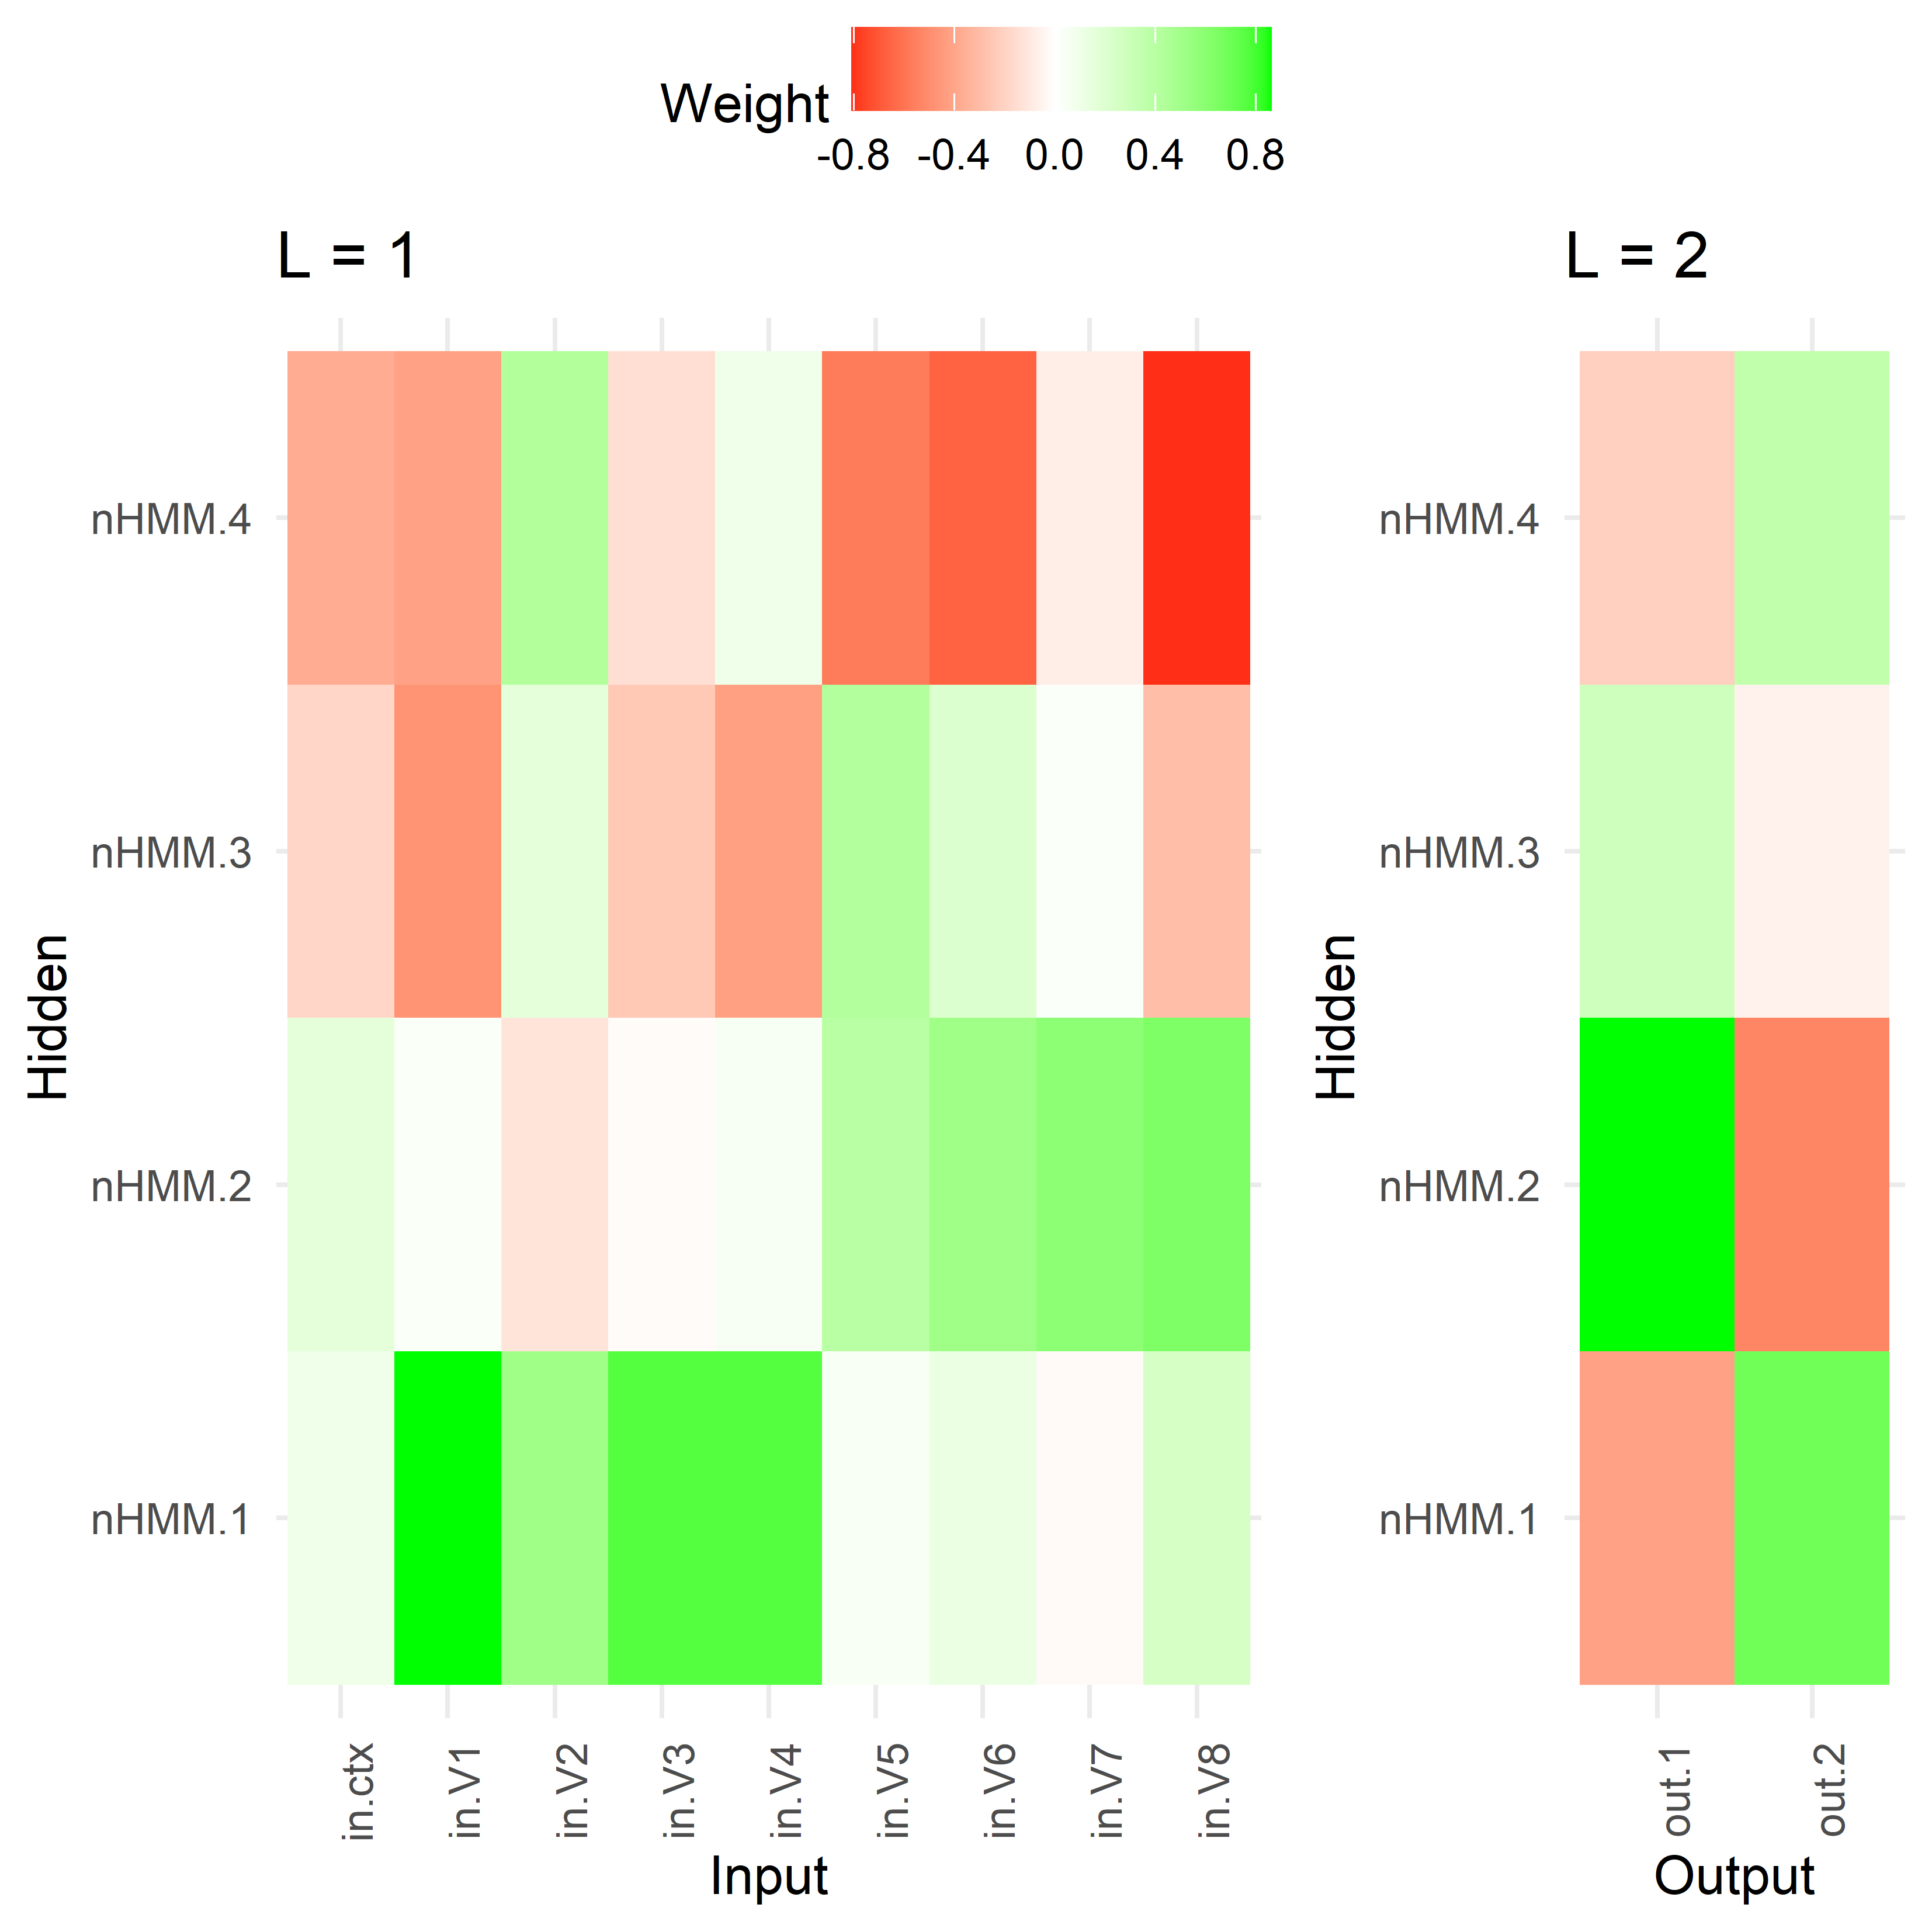 Weight
-0.8 -0.4 0.0 0.4 0.8
L = 1
Hidden
nHMM.4
nHMM.3
nHMM.2
nHMM.1
in.ctx in.V1 in.V2 in.V3 in.V4 in.V5 in.V6 in.V7 in.V8
Input
L = 2
Hidden
nHMM.4
nHMM.3
nHMM.2
nHMM.1
out.1 out.2
Output